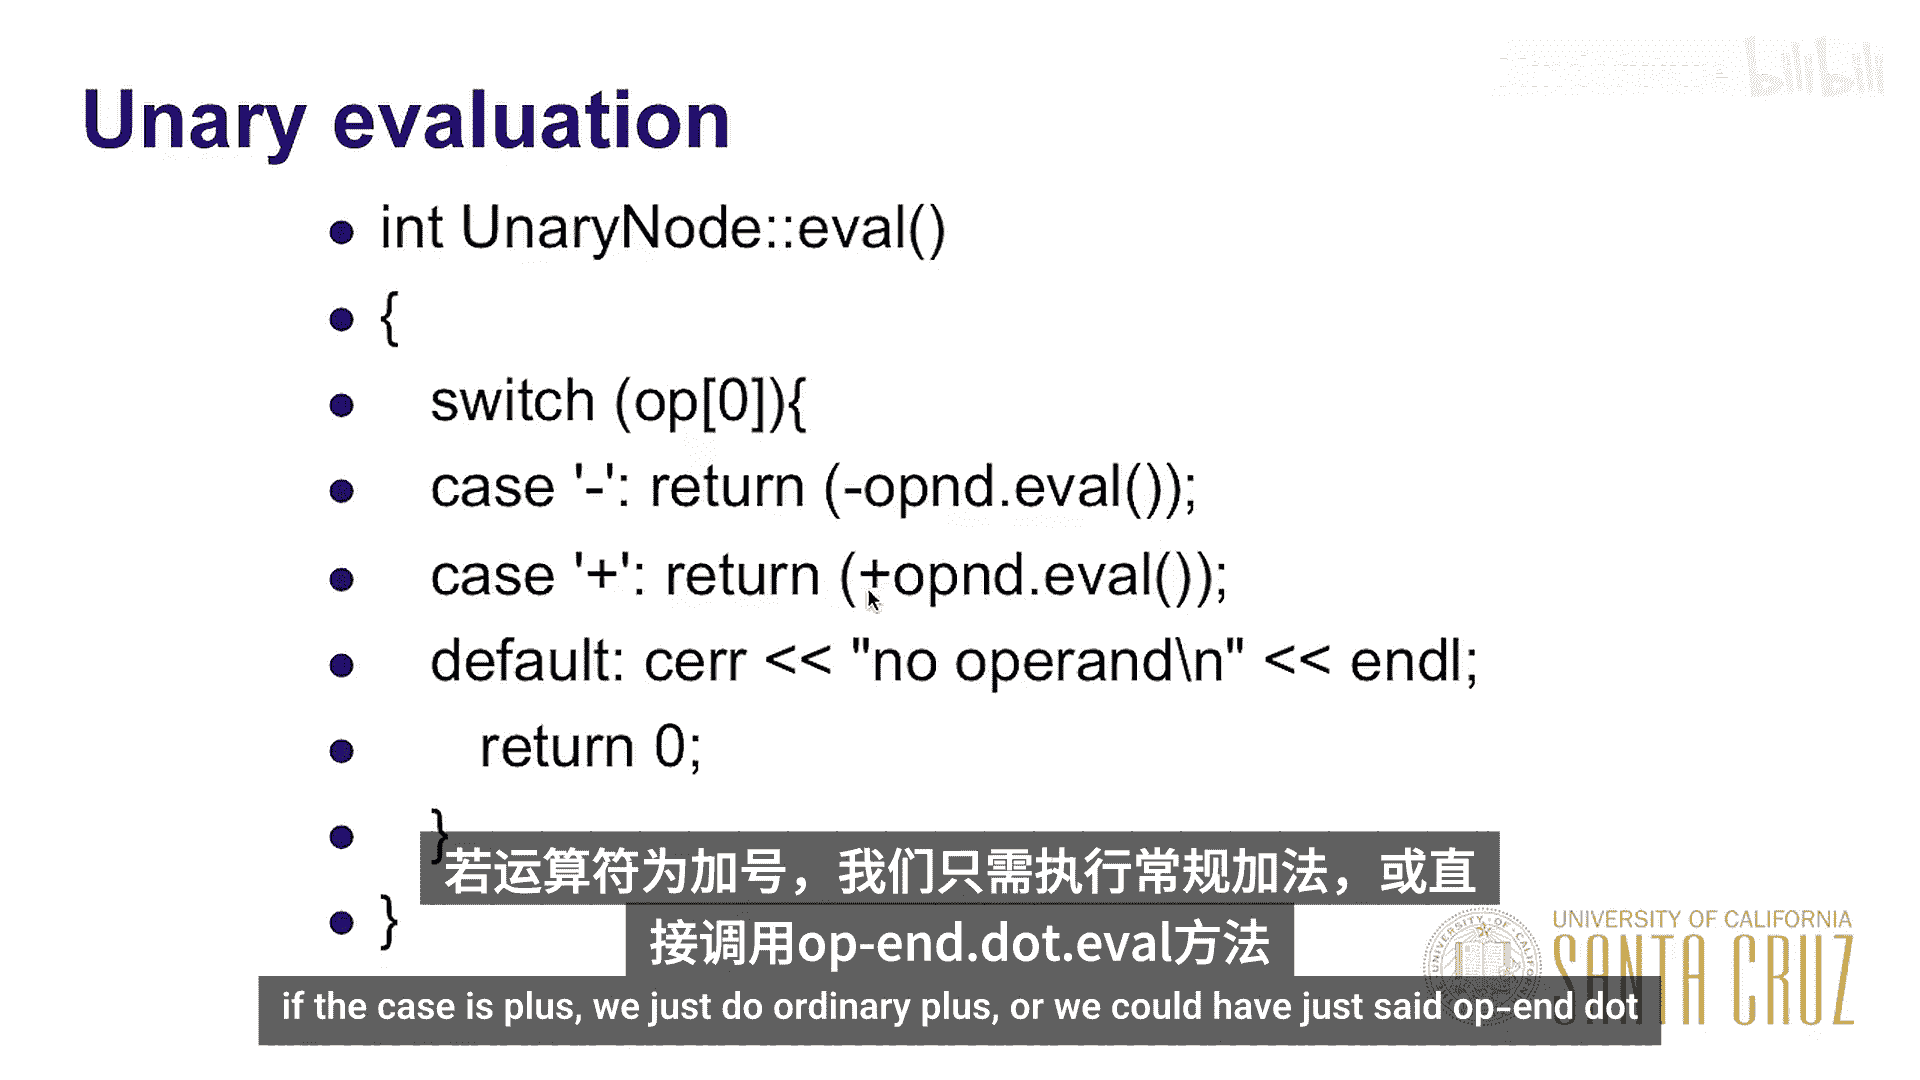 bilibili
Unary evaluation
• int UnaryNode::eval()
• {
• switch (op[0]){
• case '-': return (-opnd.eval());
• case '+': return (+opnd.eval());
• default: cerr << "no operand\n" << endl;
• return 0;
• }
• }
若运算符为加号，我们只需执行常规加法，或直
接调用op-end.dot.eval方法
if the case is plus, we just do ordinary plus, or we could have just said op-end dot
UNIVERSITY OF CALIFORNIA
SANTA CRUZ